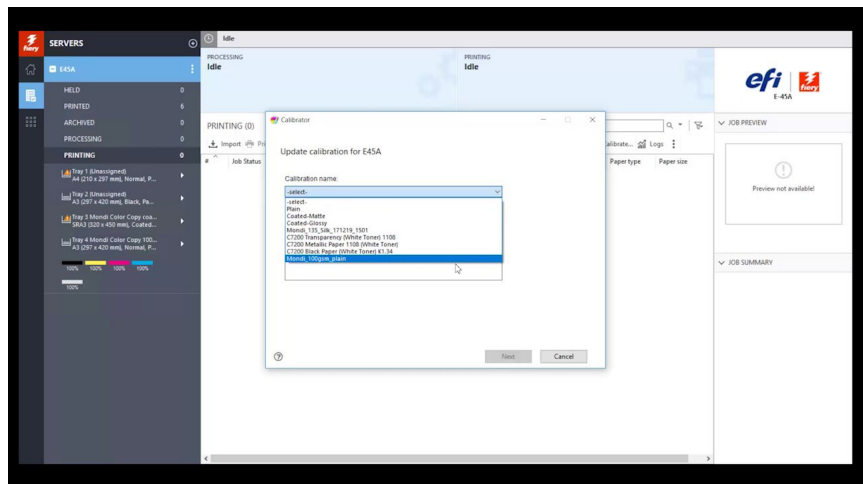 fiery
SERVERS
Idle
PROCESSING
Idle
PRINTING
Idle
E45A
HELD 0
PRINTED 6
ARCHIVED 0
PROCESSING 0
PRINTING 0
Tray 1 (Unassigned)
A4 (210 x 297 mm), Normal, P...
Tray 2 (Unassigned)
A3 (297 x 420 mm), Black, Pa...
Tray 3 Mondi Color Copy coa...
SRA3 (320 x 450 mm), Coated...
Tray 4 Mondi Color Copy 100...
A3 (297 x 420 mm), Normal, P...
100% 100% 100% 100%
100%
PRINTING (0)
Import
# Job Status
Calibrator
Update calibration for E45A
Calibration name:
-select-
-select-
Plain
Coated-Matte
Coated-Glossy
Mondi_135_Silk_171219_1501
C7200 Transparency (White Toner) 1108
C7200 Metallic Paper 1108 (White Toner)
C7200 Black Paper (White Toner) K1.34
Mondi_100gsm_plain
Next Cancel
Logs
Paper type Paper size
efi fiery
E-45A
JOB PREVIEW
Preview not available!
JOB SUMMARY